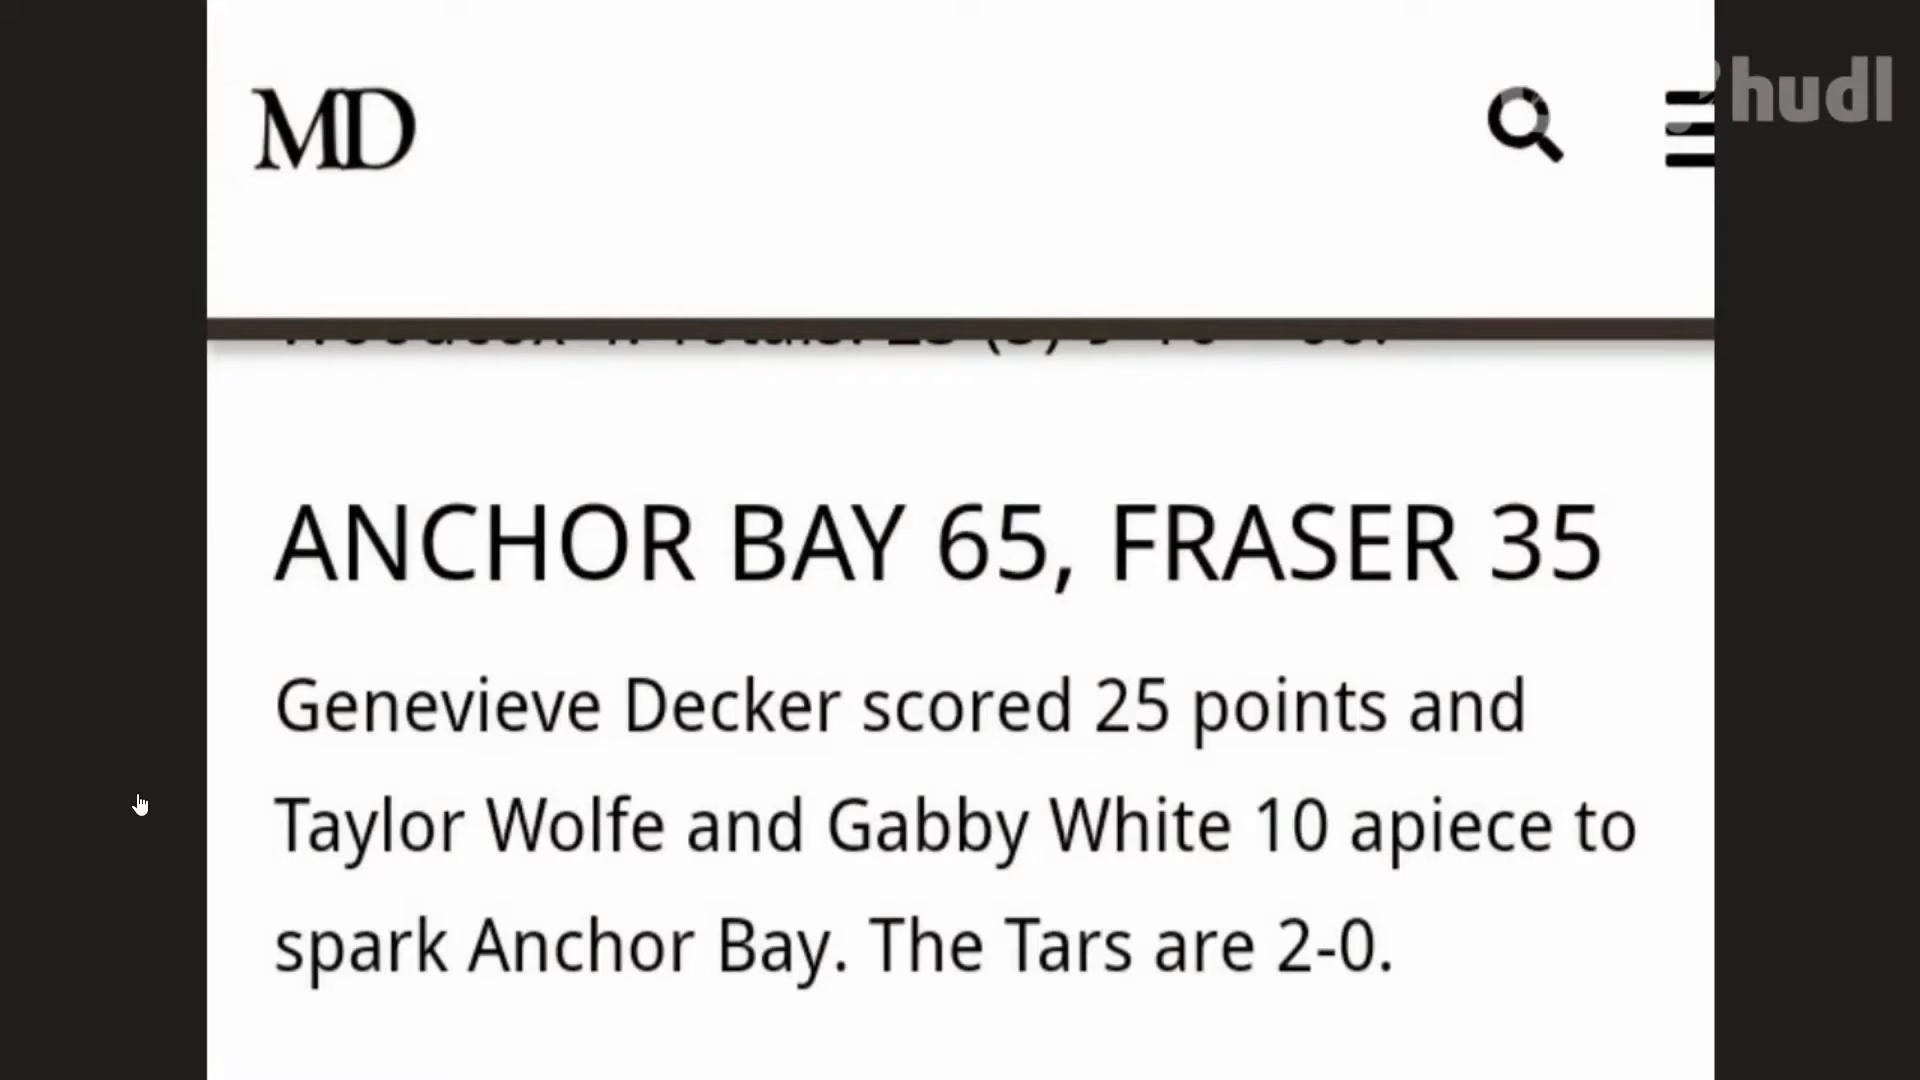 MD
hudl
ANCHOR BAY 65, FRASER 35
Genevieve Decker scored 25 points and
Taylor Wolfe and Gabby White 10 apiece to
spark Anchor Bay. The Tars are 2-0.